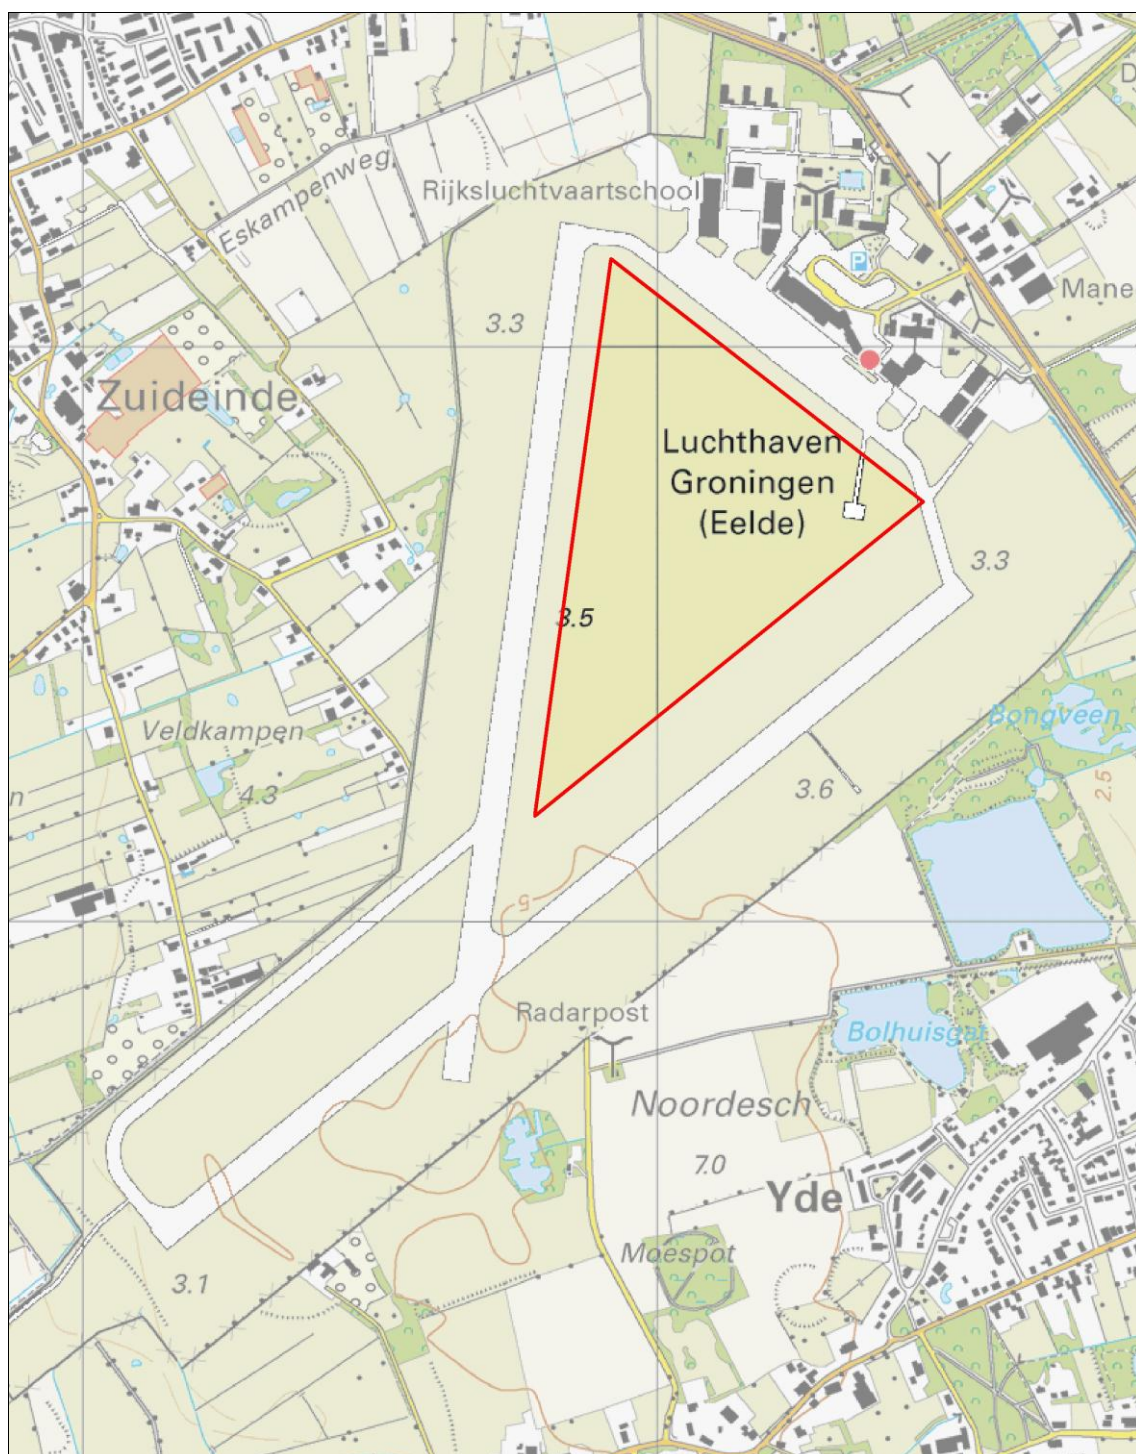 Eskampenweg
Rijksluchtvaartschool
P
Mane
3.3
Zuideinde
Luchthaven
Groningen
(Eelde)
3.3
3.5
Veldkampen
Bongveen
n
4.3
3.6
2.5
5
Radarpost
Bolhuisgat
Noordesch
7.0
Yde
Moespot
3.1